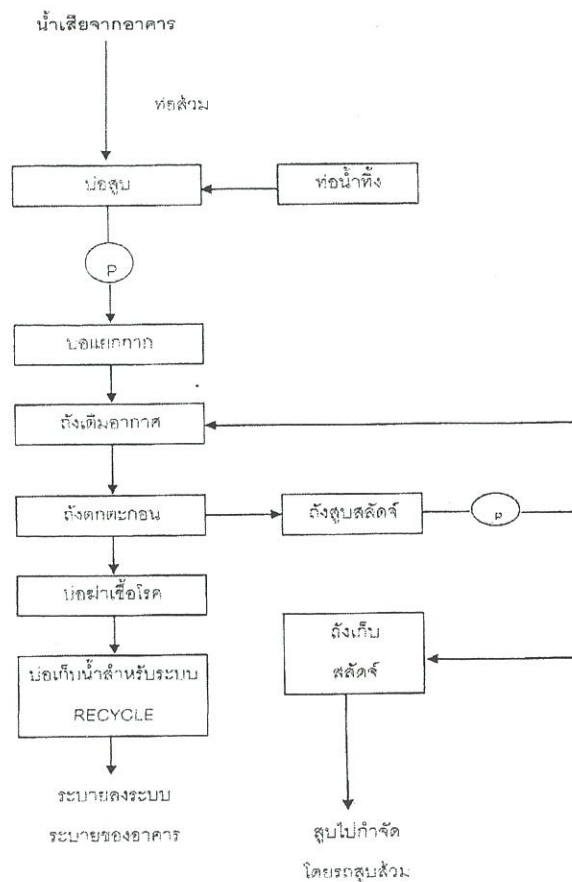 น้ำเสียจากอาคาร
ท่อส้วม
บ่อสูบ
ท่อน้ำทิ้ง
P
บ่อแยกกาก
ถังเติมอากาศ
ถังตกตะกอน
ถังสูบสลัดจ์
P
บ่อฆ่าเชื้อโรค
ถังเก็บ
สลัดจ์
บ่อเก็บน้ำสำหรับระบบ
RECYCLE
ระบายลงระบบ
ระบายของอาคาร
สูบไปกำจัด
โดยรถสูบส้วม